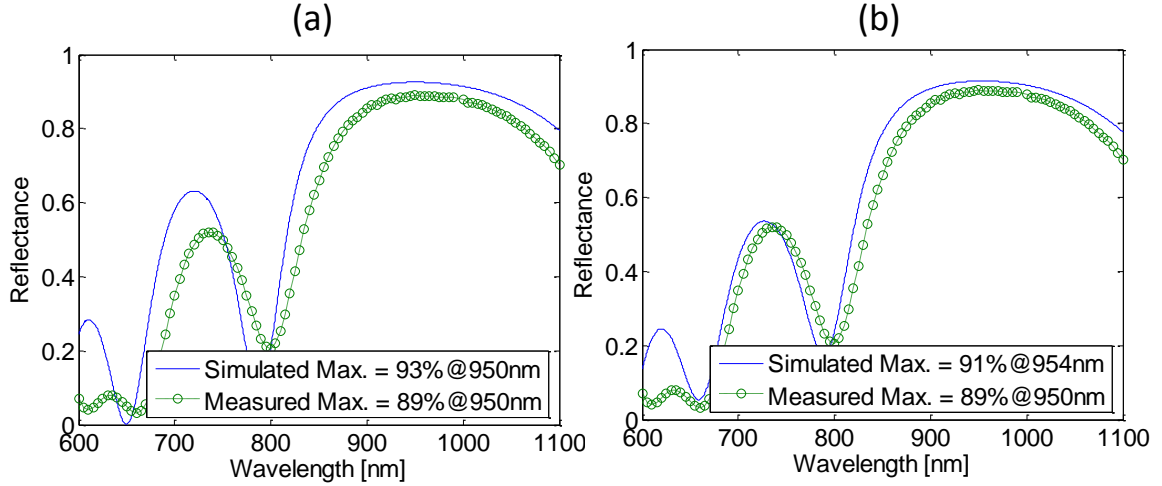 (a)
1
0.8
0.6
0.4
0.2
0
Reflectance
600 700 800 900 1000 1100
Wavelength [nm]
Simulated Max. = 93%@950nm
Measured Max. = 89%@950nm
(b)
1
0.8
0.6
0.4
0.2
0
Reflectance
600 700 800 900 1000 1100
Wavelength [nm]
Simulated Max. = 91%@954nm
Measured Max. = 89%@950nm